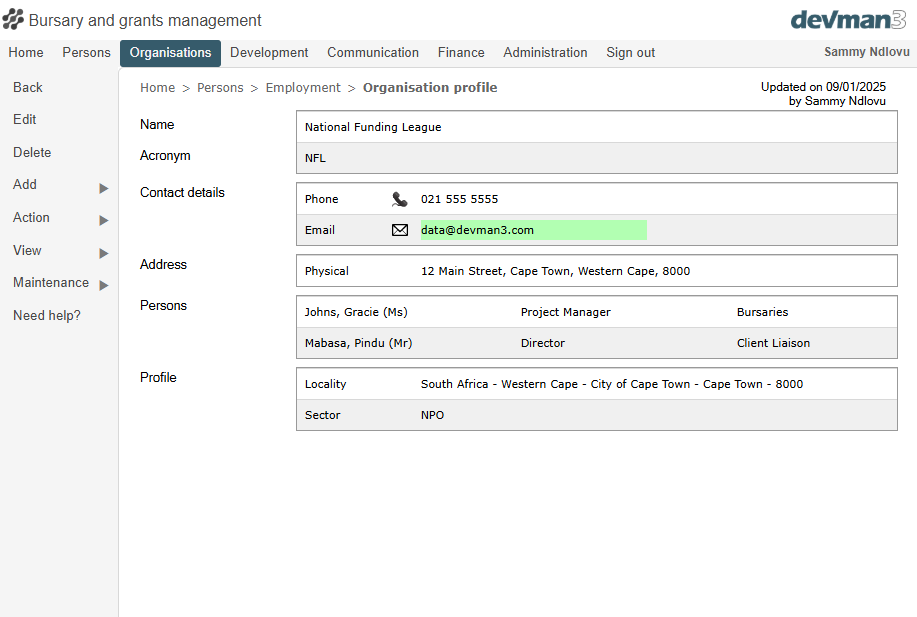 Bursary and grants management
devman3
Home Persons Organisations Development Communication Finance Administration Sign out Sammy Ndlovu
Back
Edit
Delete
Add
Action
View
Maintenance
Need help?
Home > Persons > Employment > Organisation profile
Updated on 09/01/2025
by Sammy Ndlovu
Name National Funding League
Acronym NFL
Contact details
Phone 021 555 5555
Email data@devman3.com
Address
Physical 12 Main Street, Cape Town, Western Cape, 8000
Persons
Johns, Gracie (Ms) Project Manager Bursaries
Mabasa, Pindu (Mr) Director Client Liaison
Profile
Locality South Africa - Western Cape - City of Cape Town - Cape Town - 8000
Sector NPO